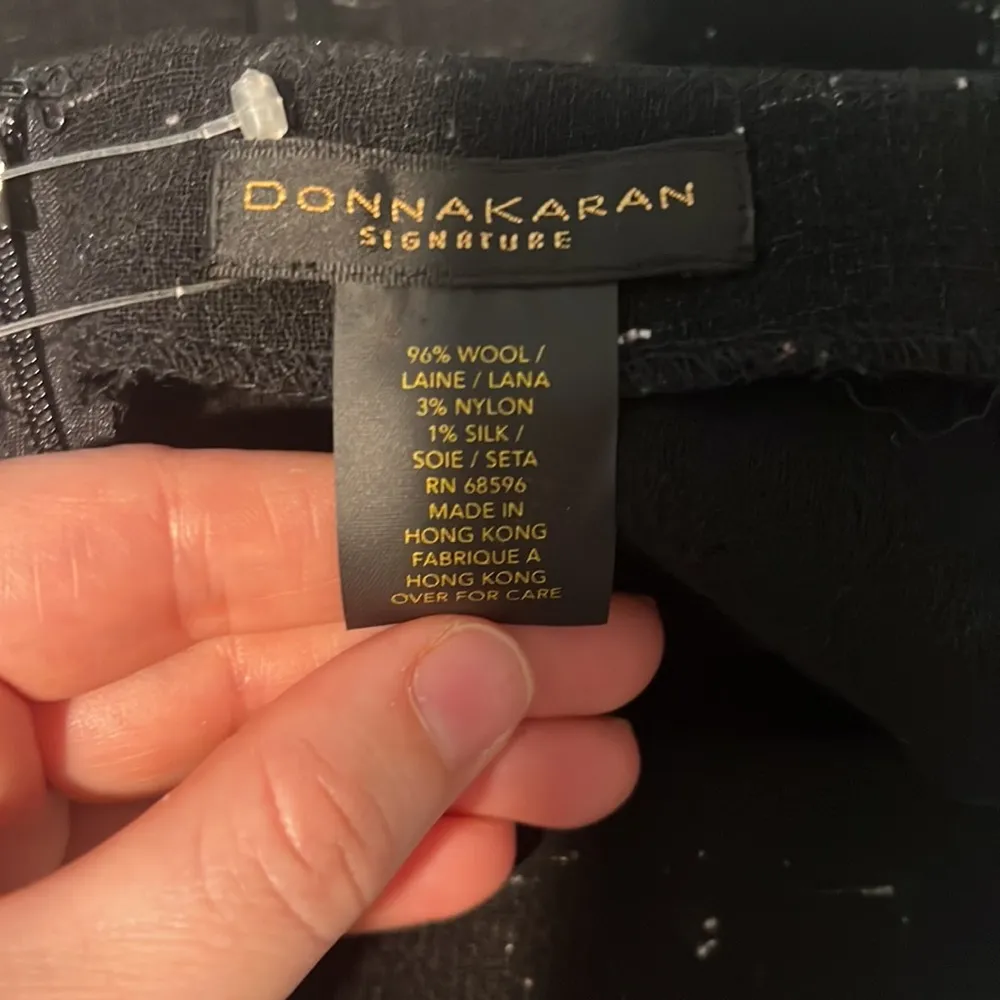 DONNAKARAN
SIGNATURE
96% WOOL /
LAINE / LANA
3% NYLON
1% SILK /
SOIE / SETA
RN 68596
MADE IN
HONG KONG
FABRIQUE A
HONG KONG
OVER FOR CARE